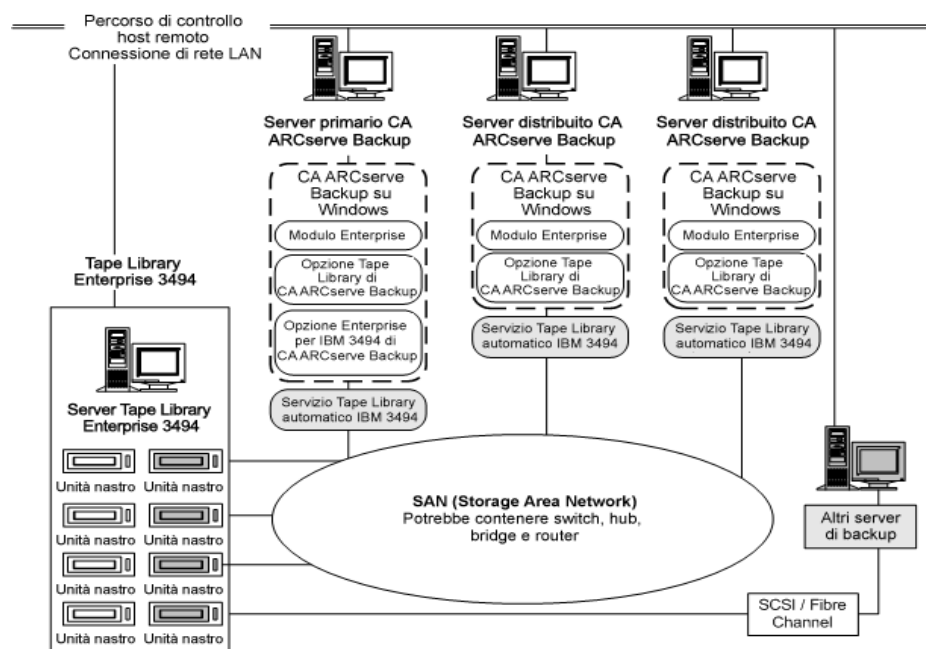 Percorso di controllo
host remoto
Connessione di rete LAN
Server primario CA
ARCserve Backup
Server distribuito CA
ARCserve Backup
Server distribuito CA
ARCserve Backup
CA ARCserve
Backup su
Windows
Modulo Enterprise
Opzione Tape
Library di
CA ARCserve Backup
Opzione Enterprise
per IBM 3494 di
CA ARCserve Backup
Servizio Tape Library
automatico IBM 3494
CA ARCserve
Backup su
Windows
Modulo Enterprise
Opzione Tape
Library di
CA ARCserve Backup
Servizio Tape Library
automatico IBM 3494
CA ARCserve
Backup su
Windows
Modulo Enterprise
Opzione Tape
Library di
CA ARCserve Backup
Servizio Tape Library
automatico IBM 3494
Tape Library
Enterprise 3494
Server Tape Library
Enterprise 3494
Unità nastro
Unità nastro
Unità nastro
Unità nastro
Unità nastro
Unità nastro
Unità nastro
Unità nastro
SAN (Storage Area Network)
Potrebbe contenere switch, hub,
bridge e router
Altri server
di backup
SCSI / Fibre
Channel